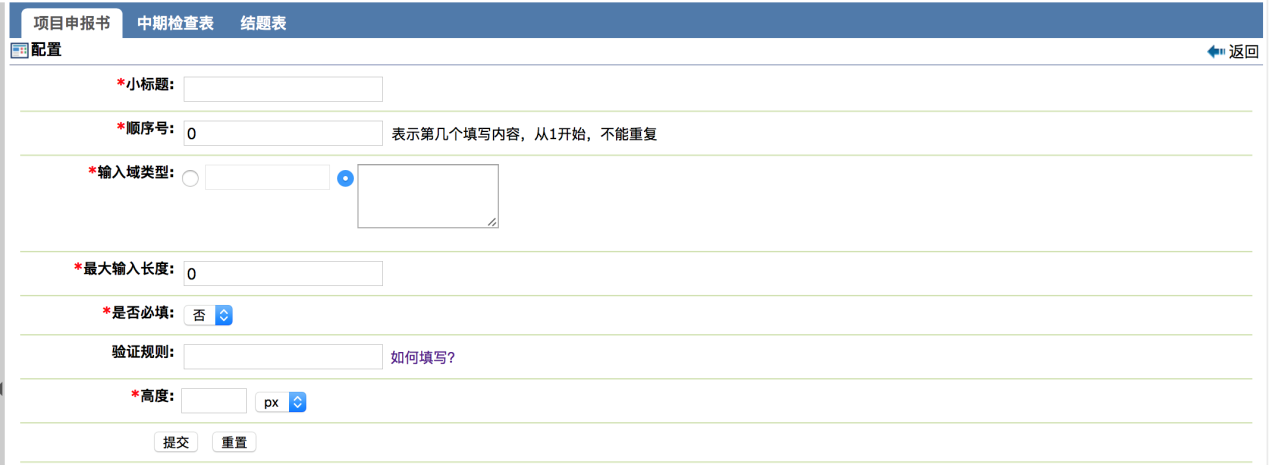 项目申报书 中期检查表 结题表
配置 返回
*小标题:
*顺序号: 0 表示第几个填写内容，从1开始，不能重复
*输入域类型:
*最大输入长度: 0
*是否必填: 否
验证规则: 如何填写?
*高度: px
提交 重置